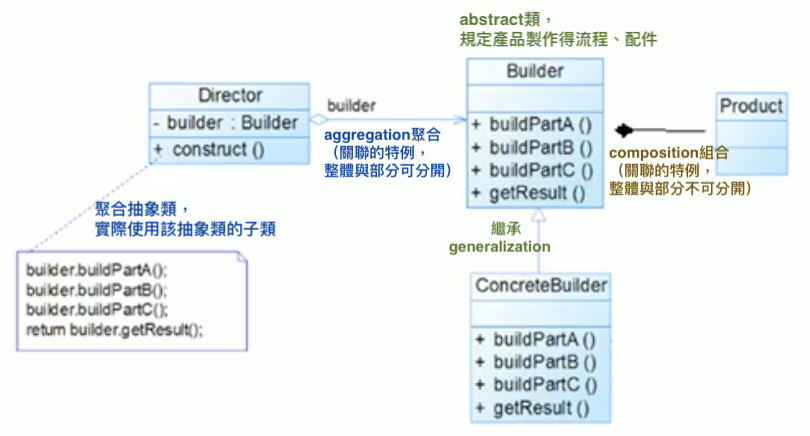 abstract類，
規定產品製作得流程、配件
Builder
+ buildPartA ()
+ buildPartB ()
+ buildPartC ()
+ getResult ()
Director
- builder : Builder
+ construct ()
builder
aggregation聚合
（關聯的特例，
整體與部分可分開）
Product
composition組合
（關聯的特例，
整體與部分不可分開）
聚合抽象類，
實際使用該抽象類的子類
builder.buildPartA();
builder.buildPartB();
builder.buildPartC();
return builder.getResult();
繼承
generalization
ConcreteBuilder
+ buildPartA ()
+ buildPartB ()
+ buildPartC ()
+ getResult ()